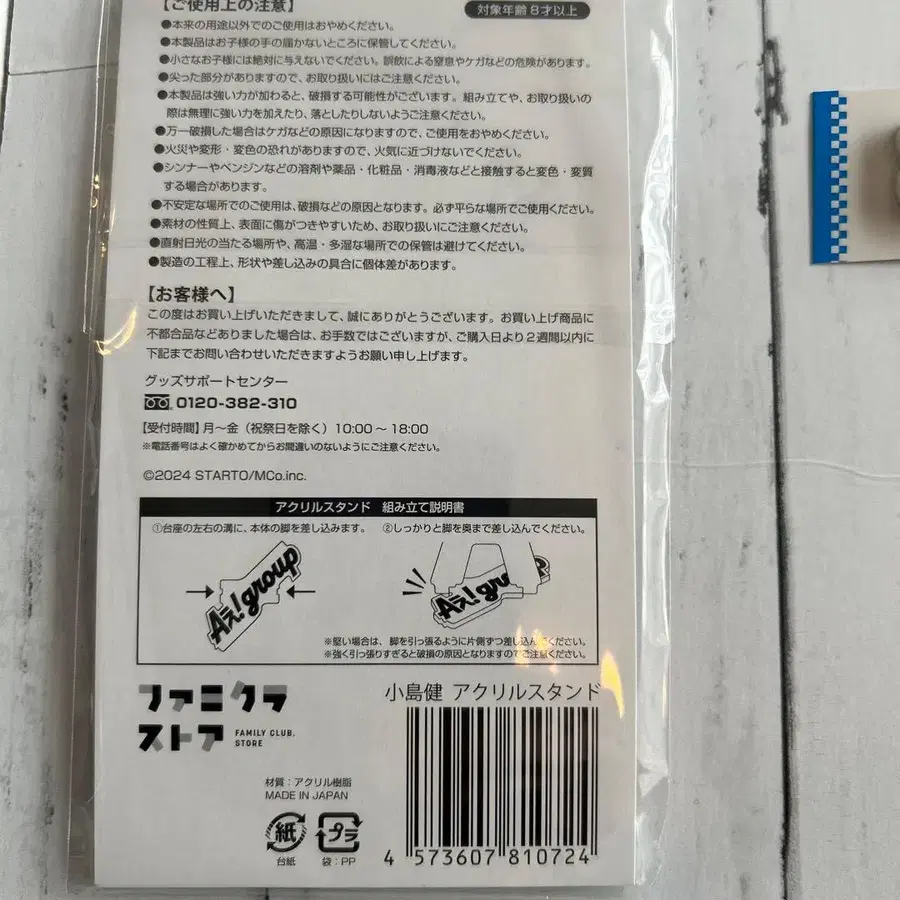 【ご使用上の注意】
対象年齢8才以上
●本来の用途以外でのご使用はおやめください。
●本製品はお子様の手の届かないところに保管してください。
●小さなお子様には絶対に与えないでください。誤飲による窒息やケガなどの危険があります。
●尖った部分がありますので、お取り扱いにはご注意ください。
●本製品は強い力が加わると、破損する可能性がございます。組み立てや、お取り扱いの
際は無理に強い力を加えたり、落としたりしないようご注意ください。
●万一破損した場合はケガなどの原因になりますので、ご使用をおやめください。
●火災や変形・変色の恐れがありますので、火気に近づけないでください。
●シンナーやベンジンなどの溶剤や薬品・化粧品・消毒液などと接触すると変色・変質
する場合があります。
●不安定な場所でのご使用は、破損などの原因となります。必ず平らな場所でご使用ください。
●素材の性質上、表面に傷がつきやすいため、お取り扱いにご注意ください。
●直射日光の当たる場所や、高温・多湿な場所での保管は避けてください。
●製造の工程上、形状や差し込みの具合に個体差があります。
【お客様へ】
この度はお買い上げいただきまして、誠にありがとうございます。お買い上げ商品に
不都合品などありました場合は、お手数ではございますが、ご購入日より2週間以内に
下記までお問い合わせいただきますようお願い申し上げます。
グッズサポートセンター
0120-382-310
【受付時間】月〜金（祝祭日を除く）10:00〜18:00
※電話番号はよく確かめてからお間違いのないようにご注意ください。
©2024 STARTO/MCo.inc.
アクリルスタンド 組み立て説明書
①台座の左右の溝に、本体の脚を差し込みます。 ②しっかりと脚を奥まで差し込んでください。
Aぇ! group
Aぇ! gr
※堅い場合は、脚を引っ張るように片側ずつ差し込んでください。
※強く引っ張りすぎると破損の原因となりますのでご注意ください。
ファミクラ
ストア
FAMILY CLUB.
STORE
小島健 アクリルスタンド
材質：アクリル樹脂
MADE IN JAPAN
紙 プラ
台紙 袋：PP
4 573607 810724